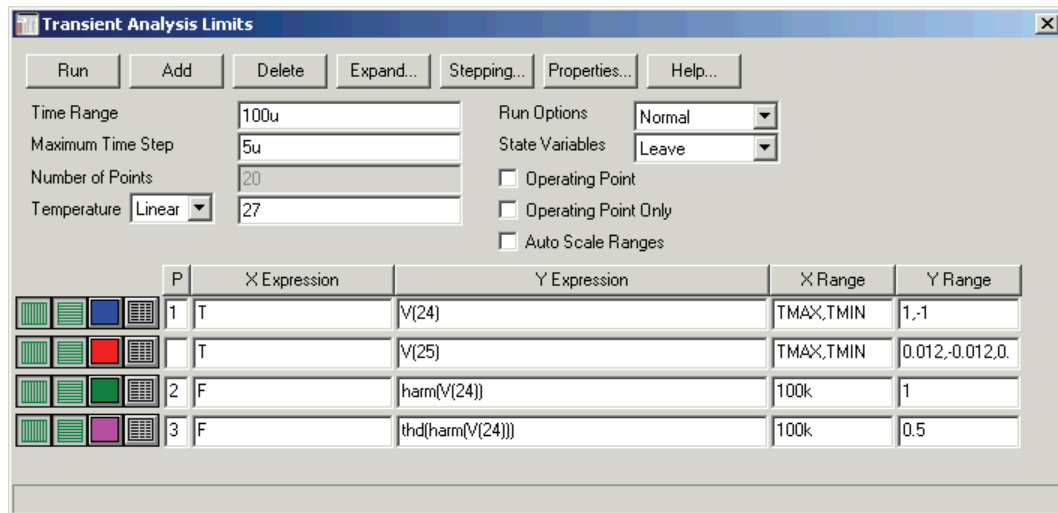 Transient Analysis Limits
Run Add Delete Expand... Stepping... Properties... Help...
Time Range 100u Run Options Normal
Maximum Time Step 5u State Variables Leave
Number of Points 20 Operating Point
Temperature Linear 27 Operating Point Only
Auto Scale Ranges
P X Expression Y Expression X Range Y Range
1 T V(24) TMAX,TMIN 1,-1
T V(25) TMAX,TMIN 0.012,-0.012,0.
2 F harm(V(24)) 100k 1
3 F thd(harm(V(24))) 100k 0.5